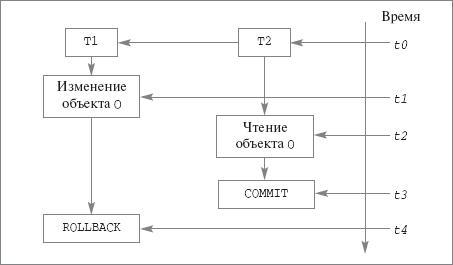 Время
T1
T2
t0
Изменение
объекта O
t1
Чтение
объекта O
t2
COMMIT
t3
ROLLBACK
t4